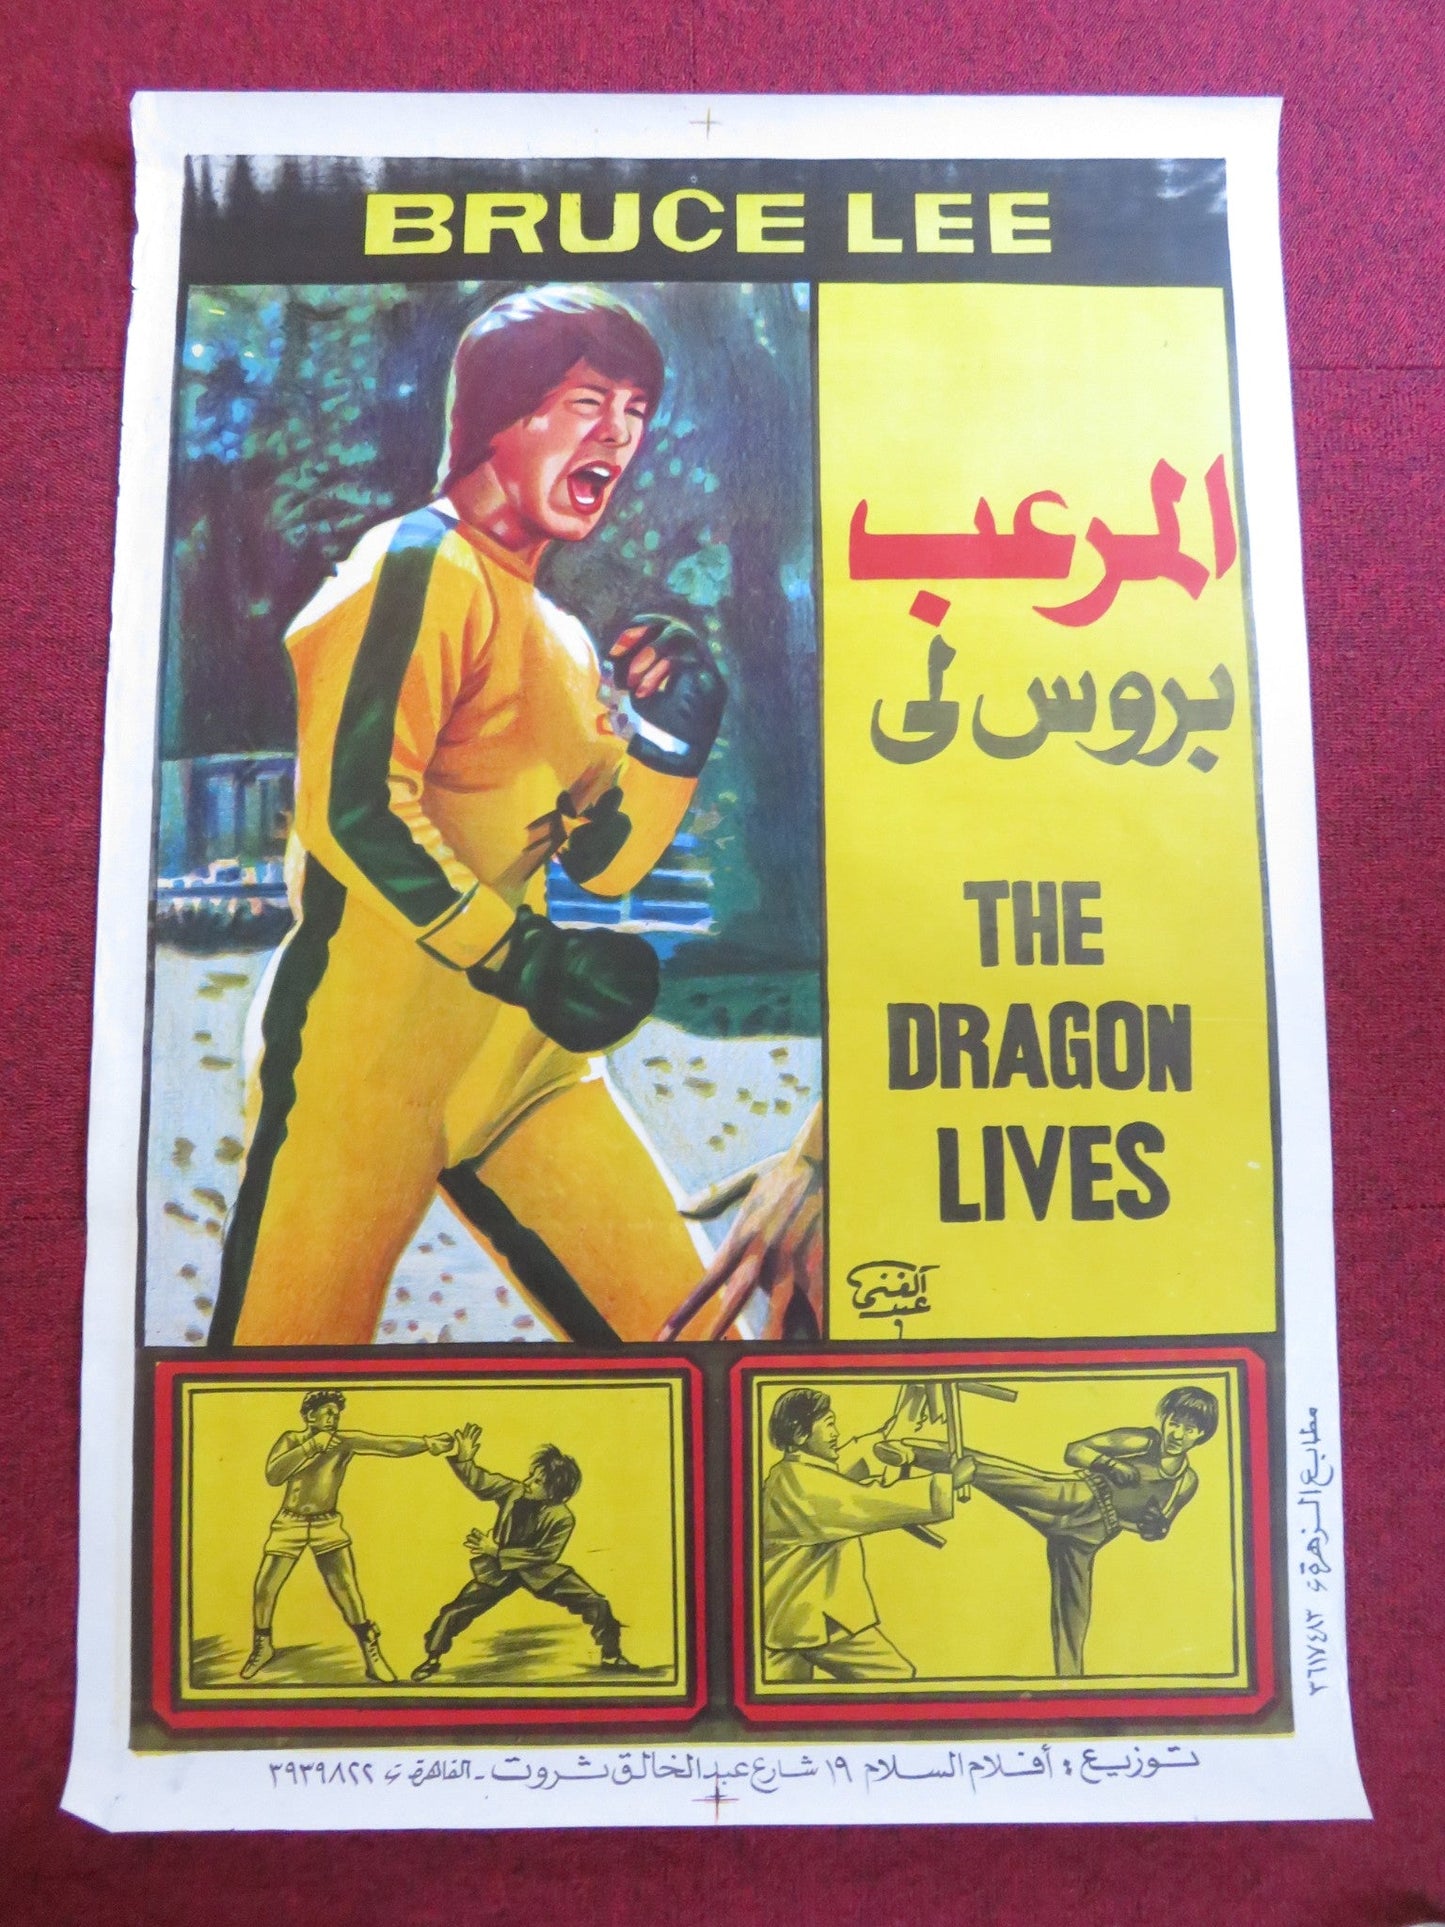 BRUCE LEE
المرعب
بروس لى
THE
DRAGON
LIVES
الفنى
عبد
توزيع : أفلام السلام ١٩ شارع عبد الخالق ثروت - القاهرة ت ٣٩٣٩٨٢٢
مطابع الزهرة ت ٣٦١٧٤٨٣